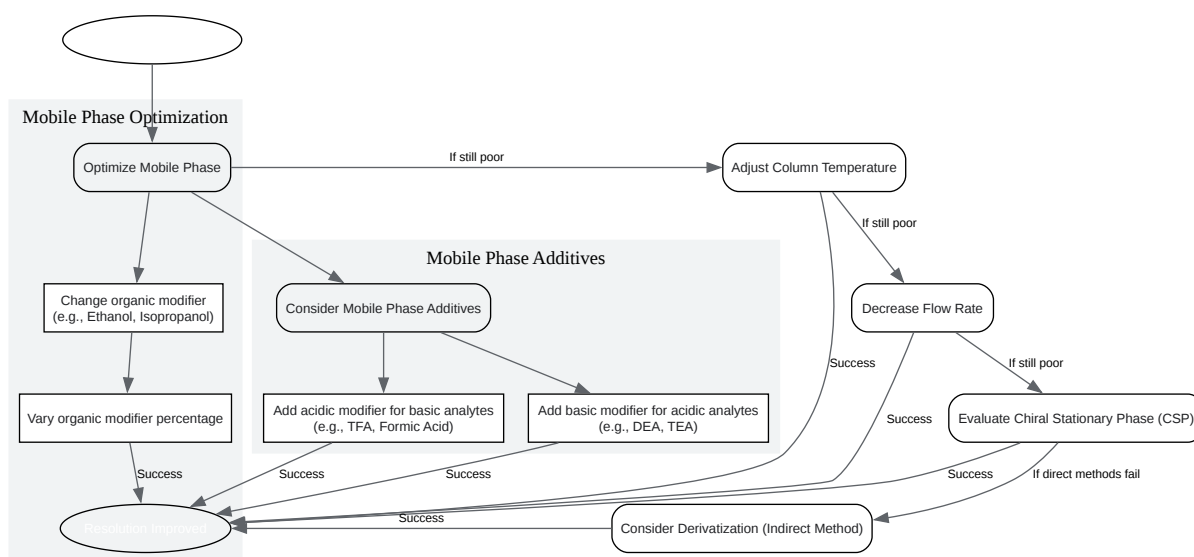 Mobile Phase Optimization
Optimize Mobile Phase
If still poor
Adjust Column Temperature
If still poor
Mobile Phase Additives
Change organic modifier
(e.g., Ethanol, Isopropanol)
Consider Mobile Phase Additives
Decrease Flow Rate
Success
If still poor
Vary organic modifier percentage
Add acidic modifier for basic analytes
(e.g., TFA, Formic Acid)
Add basic modifier for acidic analytes
(e.g., DEA, TEA)
Success
Evaluate Chiral Stationary Phase (CSP)
Success
Success
Success
Success
If direct methods fail
Resolution Improved
Success
Consider Derivatization (Indirect Method)